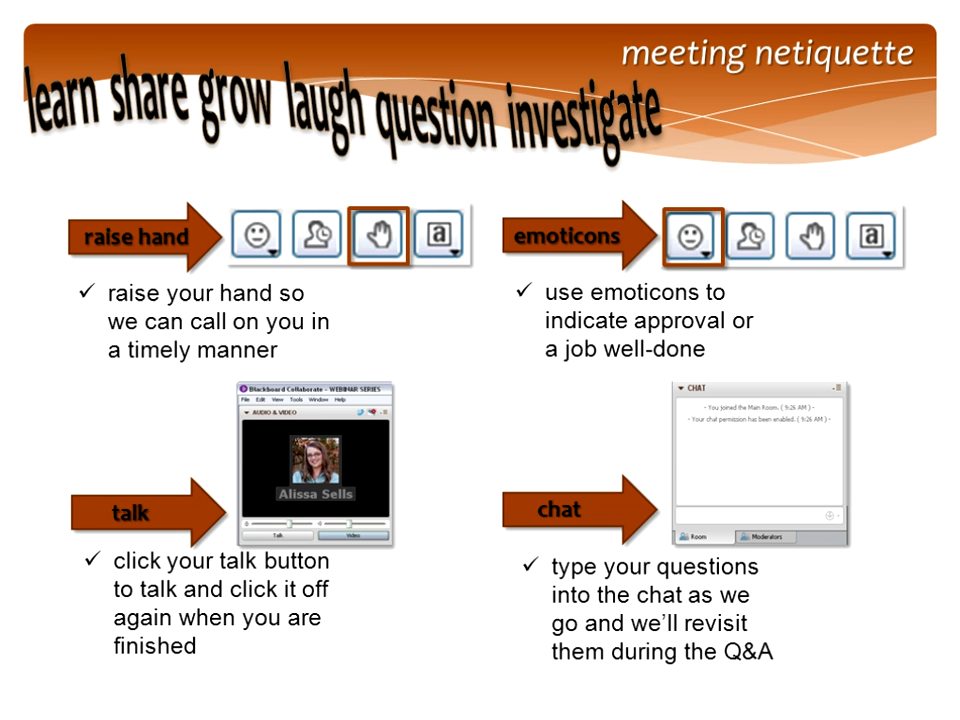 meeting netiquette
learn share grow laugh question investigate
raise hand
a
✓ raise your hand so
we can call on you in
a timely manner
emoticons
a
✓ use emoticons to
indicate approval or
a job well-done
talk
Blackboard Collaborate - WEBINAR SERIES
File Edit View Tools Window Help
AUDIO & VIDEO
Alissa Sells
Talk
Video
✓ click your talk button
to talk and click it off
again when you are
finished
chat
CHAT
- You joined the Main Room. ( 9:26 AM ) -
- Your chat permission has been enabled. ( 9:26 AM ) -
Room
Moderators
✓ type your questions
into the chat as we
go and we’ll revisit
them during the Q&A